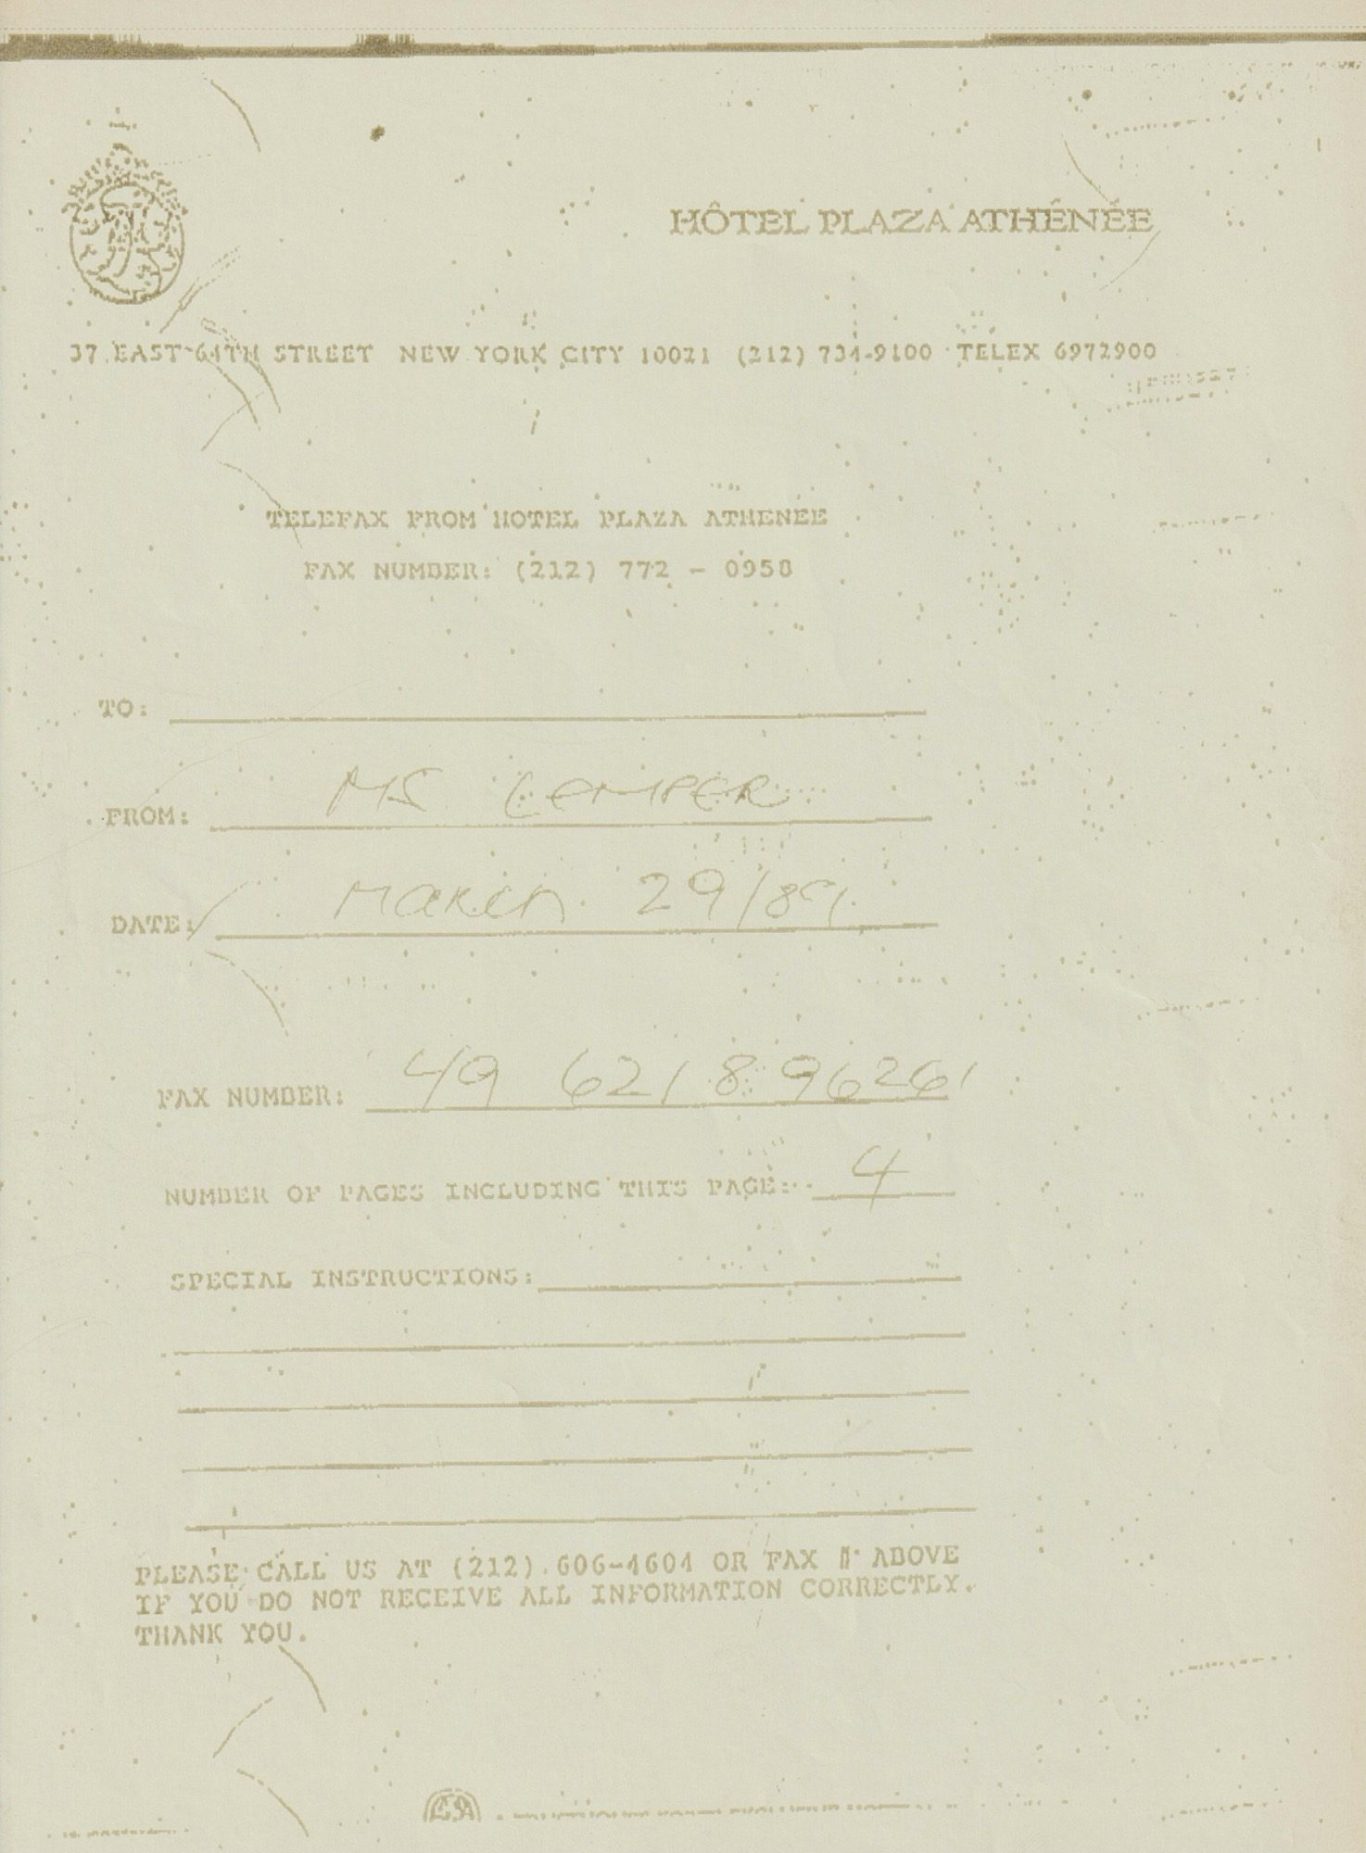 HÔTEL PLAZA ATHÉNÉE
37 EAST 64TH STREET NEW YORK CITY 10021 (212) 734-9100 TELEX 6972900
TELEFAX FROM HOTEL PLAZA ATHENEE
FAX NUMBER: (212) 772 - 0958
TO:
FROM: MS LEMPER
DATE: MARCH 29/89
FAX NUMBER: 49 621 896261
NUMBER OF PAGES INCLUDING THIS PAGE: 4
SPECIAL INSTRUCTIONS:
PLEASE CALL US AT (212) 606-4604 OR FAX # ABOVE
IF YOU DO NOT RECEIVE ALL INFORMATION CORRECTLY.
THANK YOU.